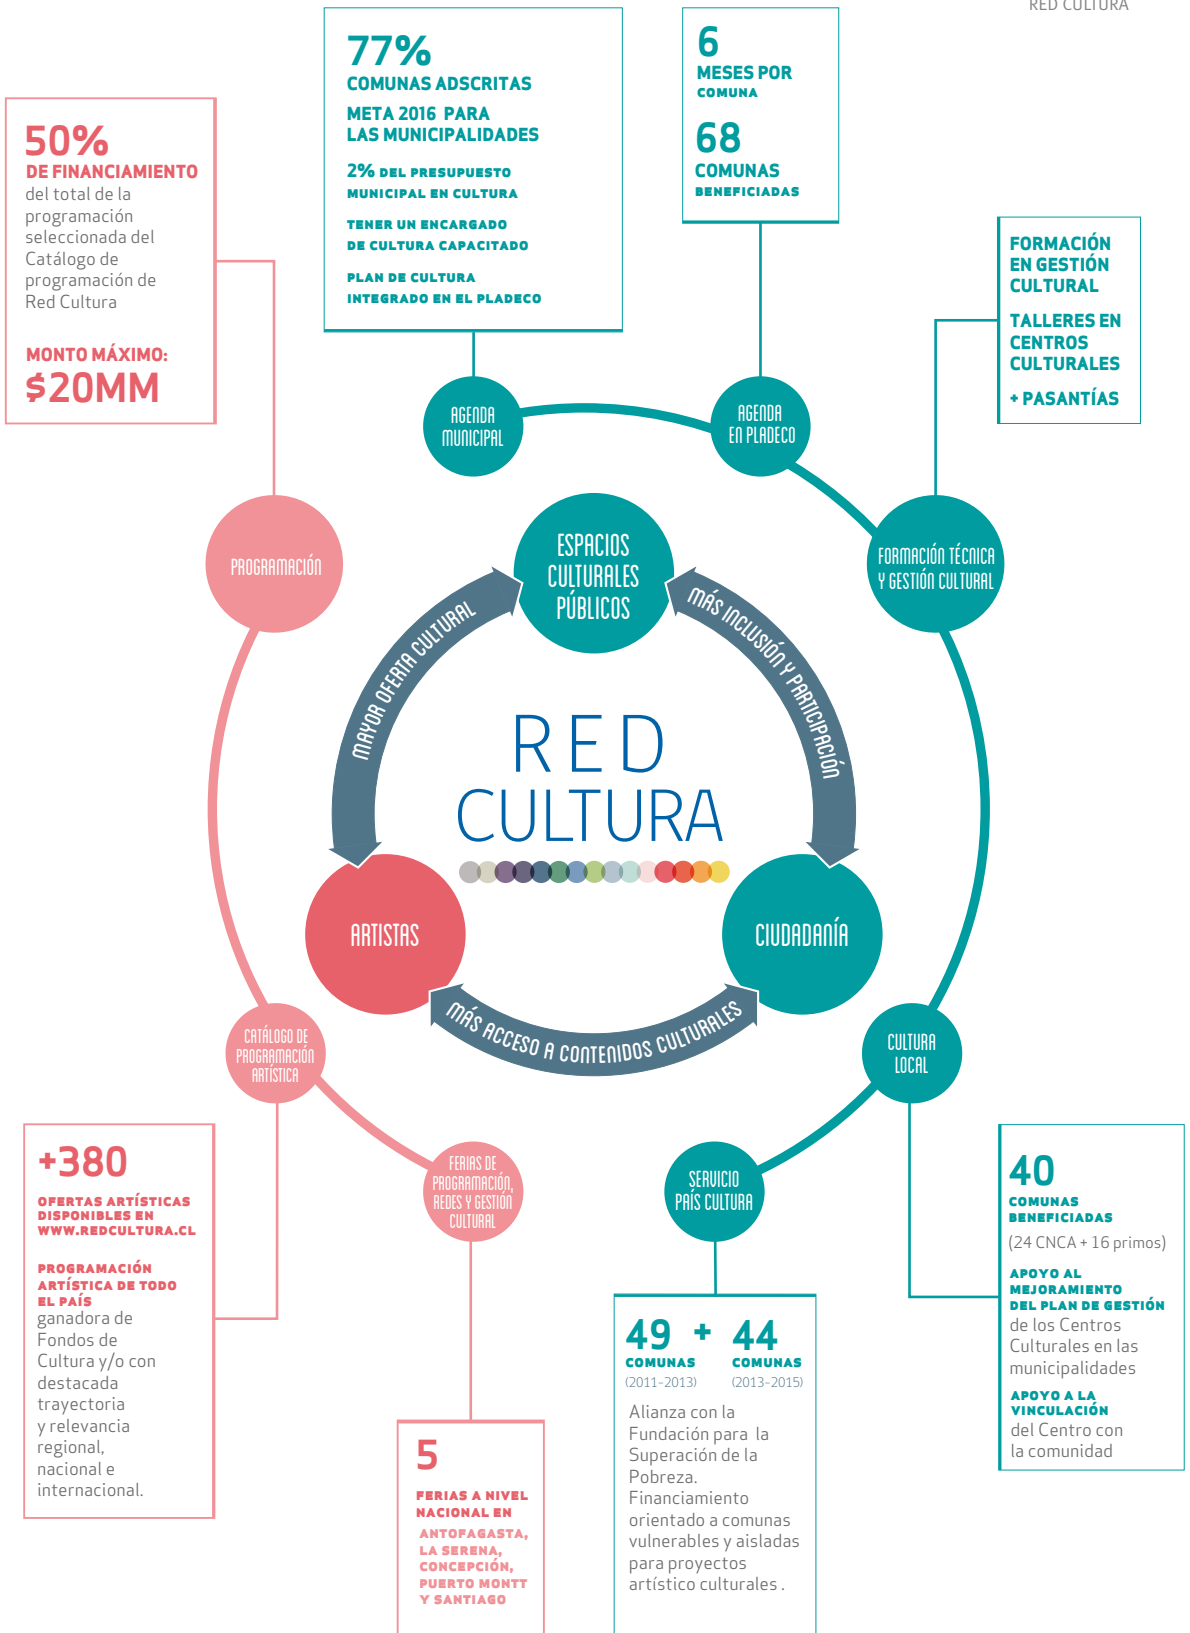 RED CULTURA
77%
COMUNAS ADSCRITAS
META 2016 PARA
LAS MUNICIPALIDADES
2% DEL PRESUPUESTO
MUNICIPAL EN CULTURA
TENER UN ENCARGADO
DE CULTURA CAPACITADO
PLAN DE CULTURA
INTEGRADO EN EL PLADECO
6
MESES POR
COMUNA
68
COMUNAS
BENEFICIADAS
50%
DE FINANCIAMIENTO
del total de la
programación
seleccionada del
Catálogo de
programación de
Red Cultura
MONTO MÁXIMO:
$20MM
FORMACIÓN
EN GESTIÓN
CULTURAL
TALLERES EN
CENTROS
CULTURALES
+ PASANTÍAS
AGENDA
MUNICIPAL
AGENDA
EN PLADECO
PROGRAMACIÓN
ESPACIOS
CULTURALES
PÚBLICOS
FORMACIÓN TÉCNICA
Y GESTIÓN CULTURAL
MAYOR OFERTA CULTURAL
MÁS INCLUSIÓN Y PARTICIPACIÓN
RED
CULTURA
ARTISTAS
CIUDADANÍA
MÁS ACCESO A CONTENIDOS CULTURALES
CATÁLOGO DE
PROGRAMACIÓN
ARTÍSTICA
CULTURA
LOCAL
FERIAS DE
PROGRAMACIÓN,
REDES Y GESTIÓN
CULTURAL
SERVICIO
PAÍS CULTURA
+380
OFERTAS ARTÍSTICAS
DISPONIBLES EN
WWW.REDCULTURA.CL
PROGRAMACIÓN
ARTÍSTICA DE TODO
EL PAÍS
ganadora de
Fondos de
Cultura y/o con
destacada
trayectoria
y relevancia
regional,
nacional e
internacional.
5
FERIAS A NIVEL
NACIONAL EN
ANTOFAGASTA,
LA SERENA,
CONCEPCIÓN,
PUERTO MONTT
Y SANTIAGO
49 + 44
COMUNAS COMUNAS
(2011-2013) (2013-2015)
Alianza con la
Fundación para la
Superación de la
Pobreza.
Financiamiento
orientado a comunas
vulnerables y aisladas
para proyectos
artístico culturales .
40
COMUNAS
BENEFICIADAS
(24 CNCA + 16 primos)
APOYO AL
MEJORAMIENTO
DEL PLAN DE GESTIÓN
de los Centros
Culturales en las
municipalidades
APOYO A LA
VINCULACIÓN
del Centro con
la comunidad